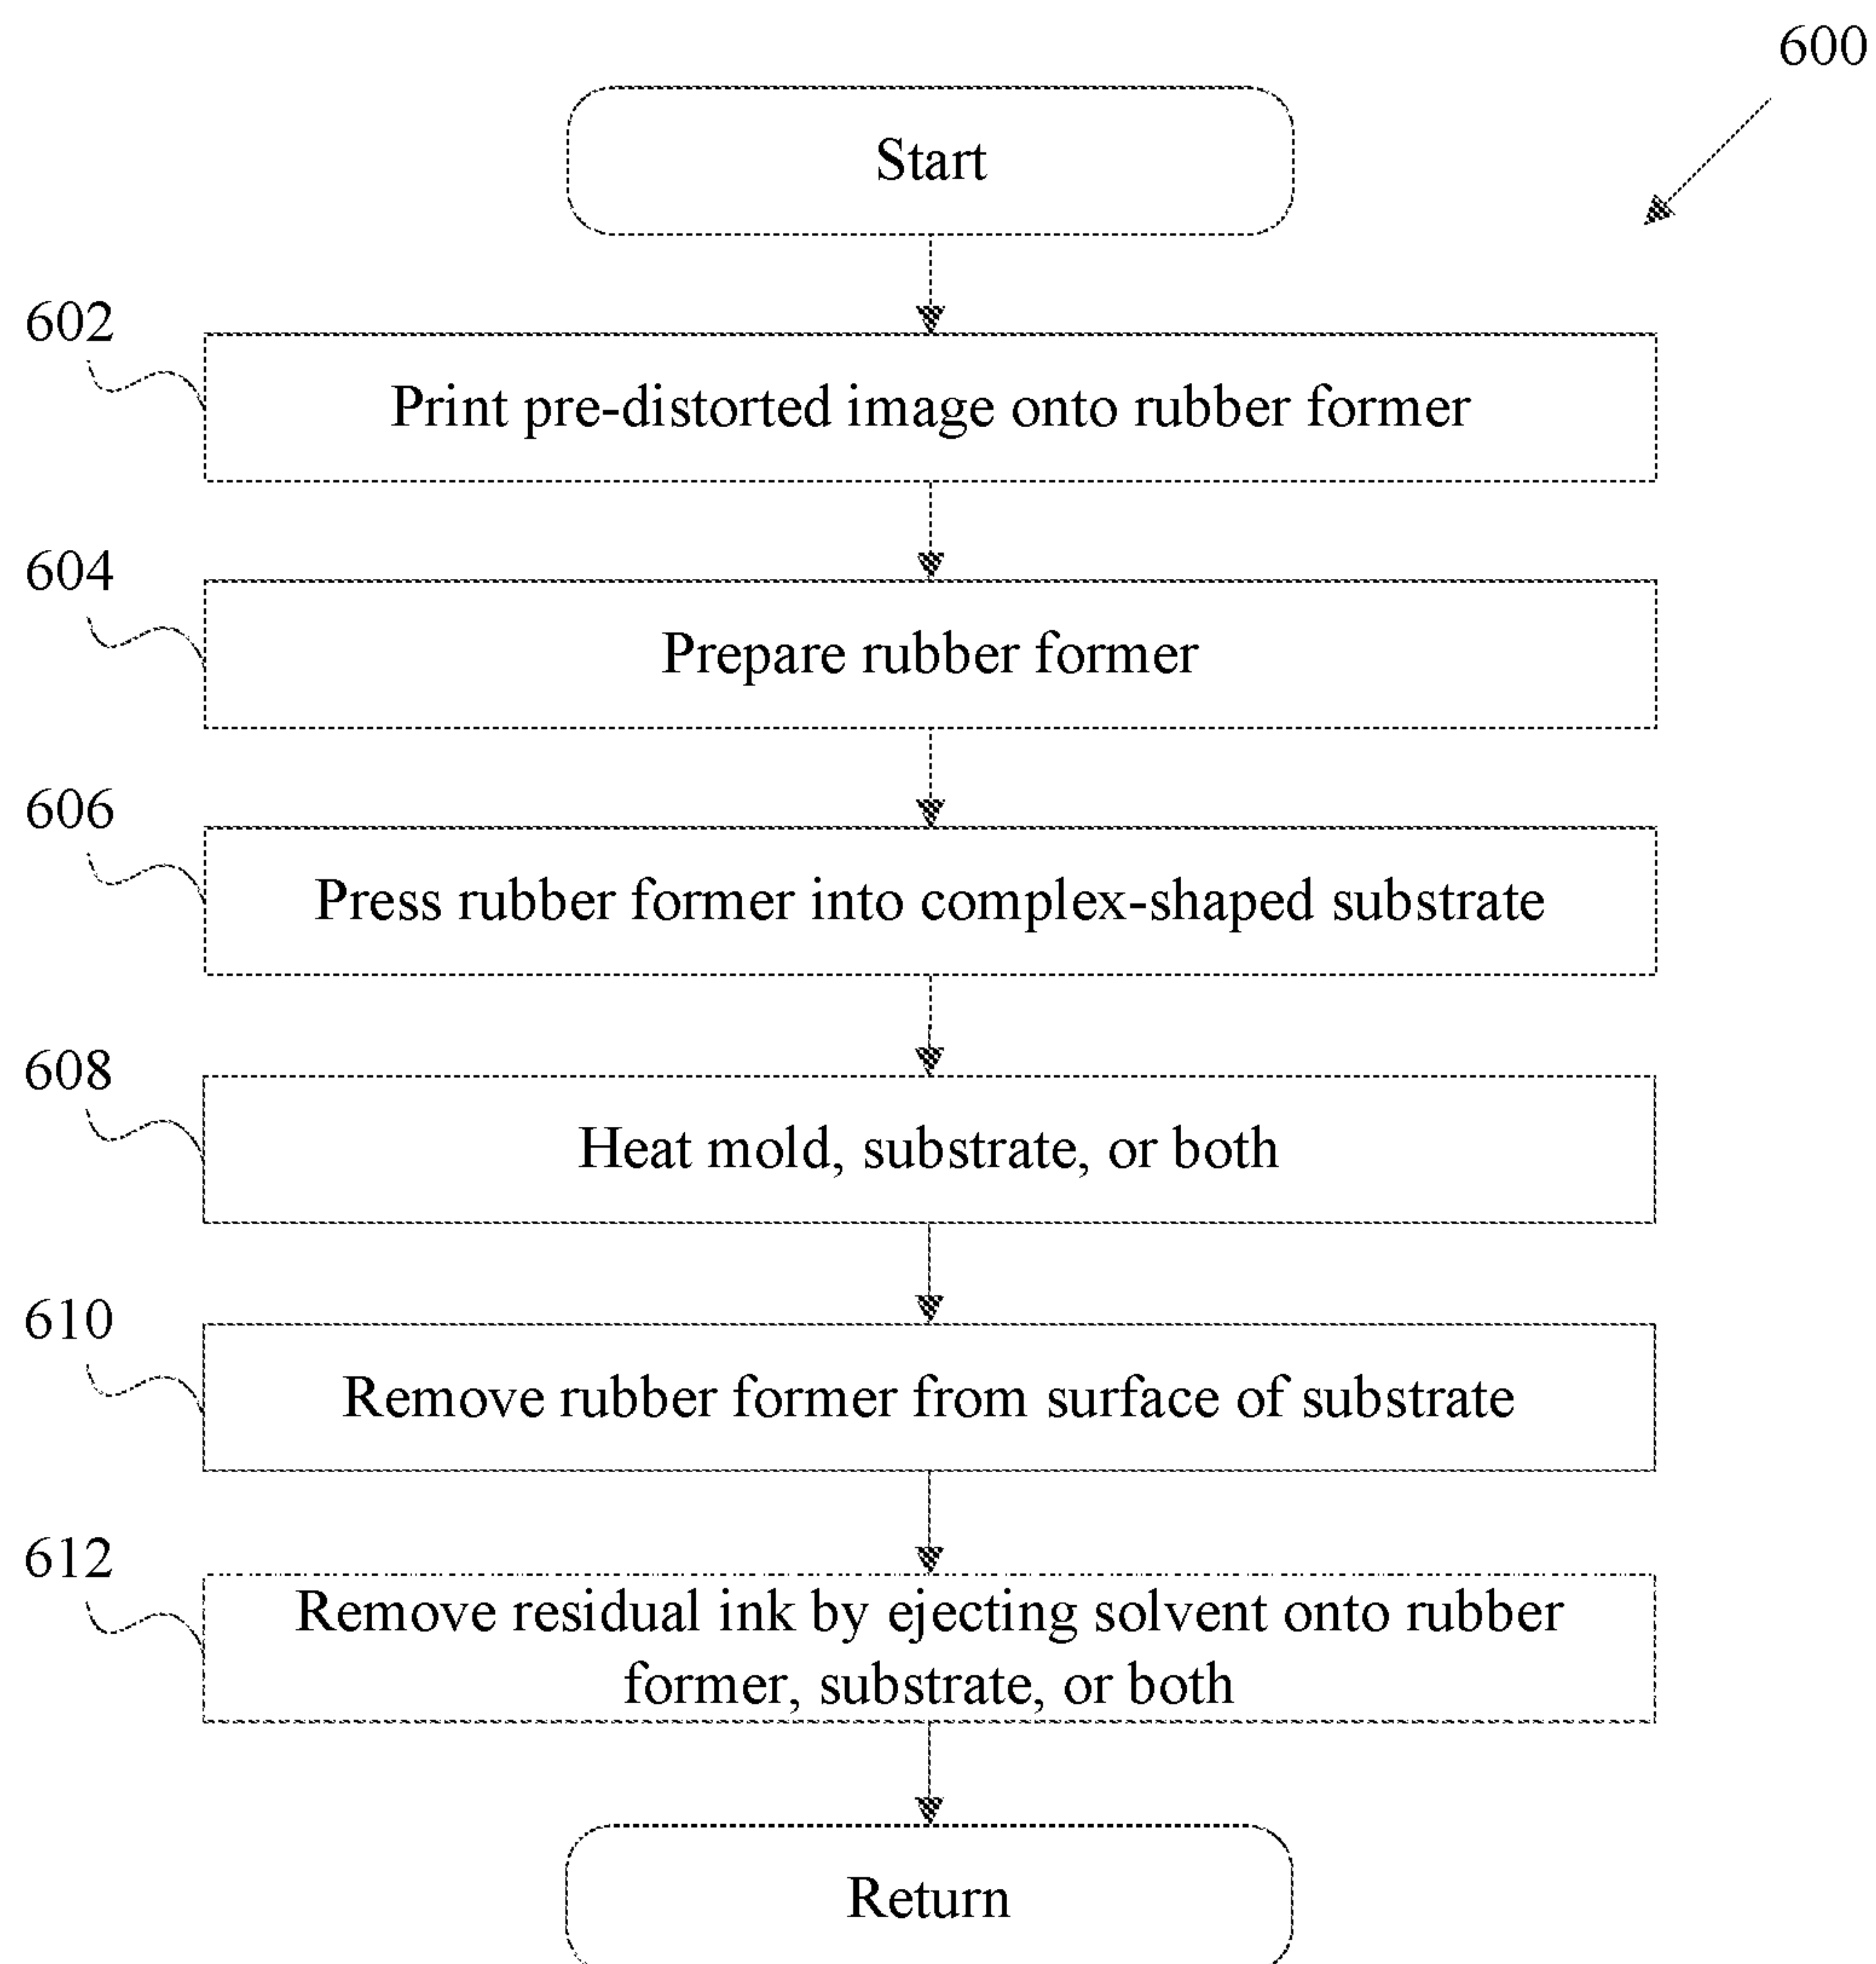 600
Start
602
Print pre-distorted image onto rubber former
604
Prepare rubber former
606
Press rubber former into complex-shaped substrate
608
Heat mold, substrate, or both
610
Remove rubber former from surface of substrate
612
Remove residual ink by ejecting solvent onto rubber
former, substrate, or both
Return